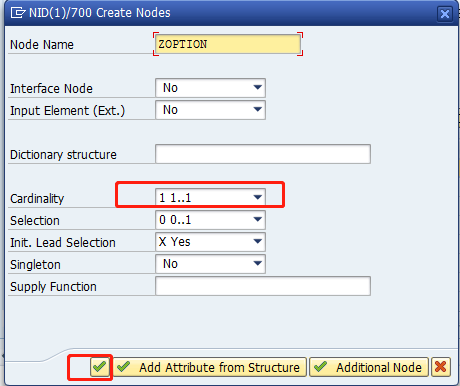 NID(1)/700 Create Nodes
Node Name ZOPTION
Interface Node No
Input Element (Ext.) No
Dictionary structure
Cardinality 1 1..1
Selection 0 0..1
Init. Lead Selection X Yes
Singleton No
Supply Function
Add Attribute from Structure Additional Node